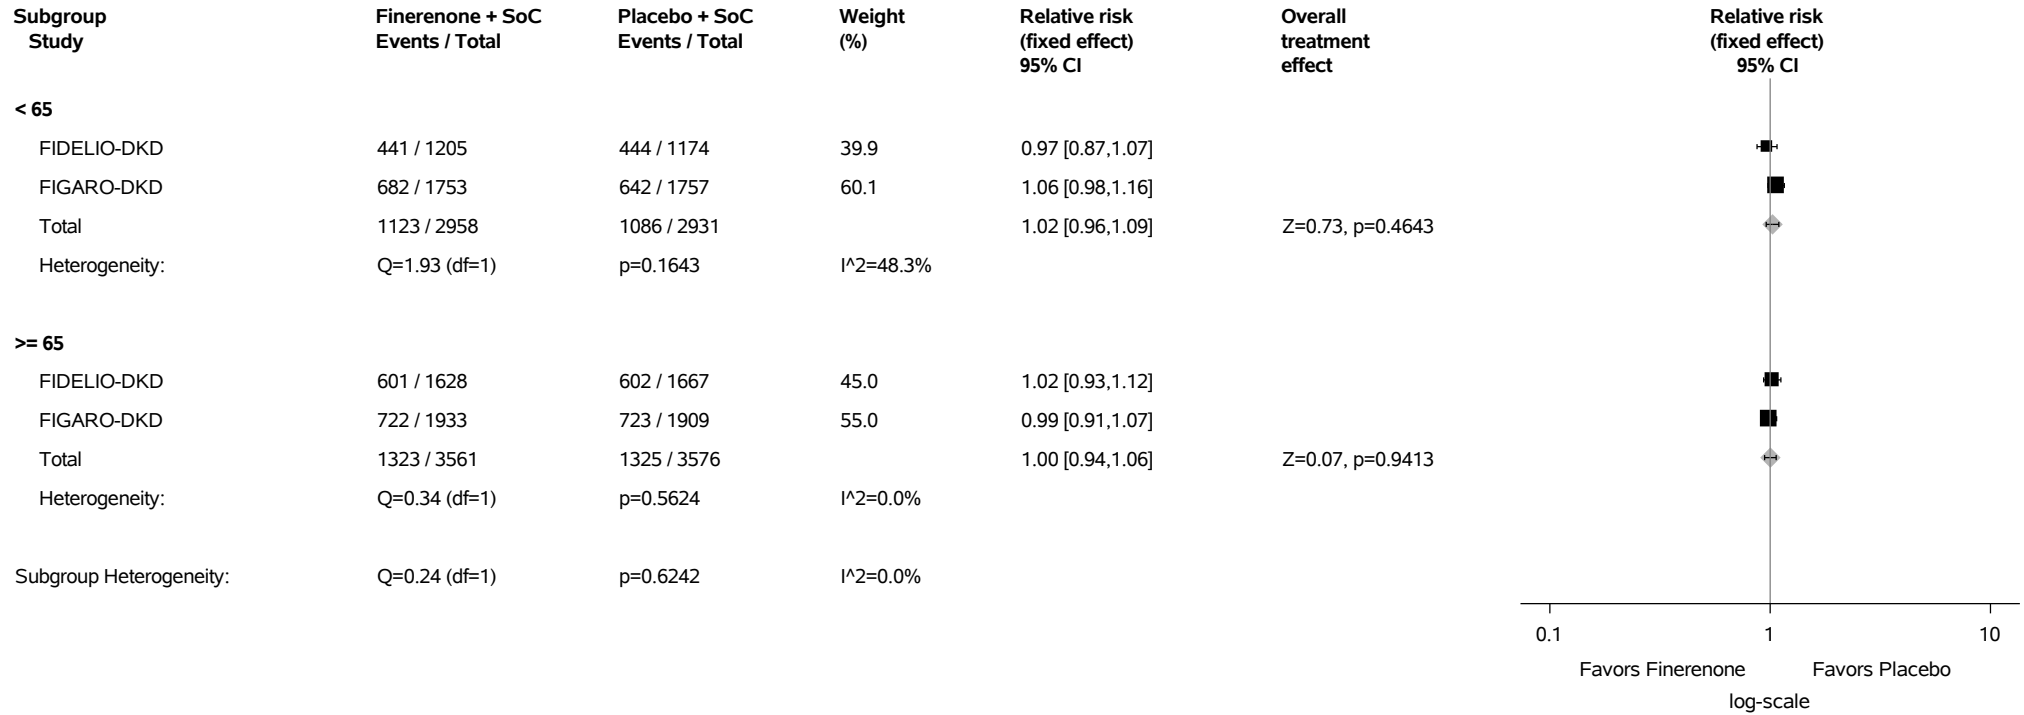 Subgroup Finerenone + SoC Placebo + SoC Weight Relative risk Overall Relative risk
Study Events / Total Events / Total (%) (fixed effect) treatment (fixed effect)
95% CI effect 95% CI
< 65
FIDELIO-DKD 441 / 1205 444 / 1174 39.9 0.97 [0.87,1.07]
FIGARO-DKD 682 / 1753 642 / 1757 60.1 1.06 [0.98,1.16]
Total 1123 / 2958 1086 / 2931 1.02 [0.96,1.09] Z=0.73, p=0.4643
Heterogeneity: Q=1.93 (df=1) p=0.1643 I^2=48.3%
>= 65
FIDELIO-DKD 601 / 1628 602 / 1667 45.0 1.02 [0.93,1.12]
FIGARO-DKD 722 / 1933 723 / 1909 55.0 0.99 [0.91,1.07]
Total 1323 / 3561 1325 / 3576 1.00 [0.94,1.06] Z=0.07, p=0.9413
Heterogeneity: Q=0.34 (df=1) p=0.5624 I^2=0.0%
Subgroup Heterogeneity: Q=0.24 (df=1) p=0.6242 I^2=0.0%
0.1 1 10
Favors Finerenone Favors Placebo
log-scale